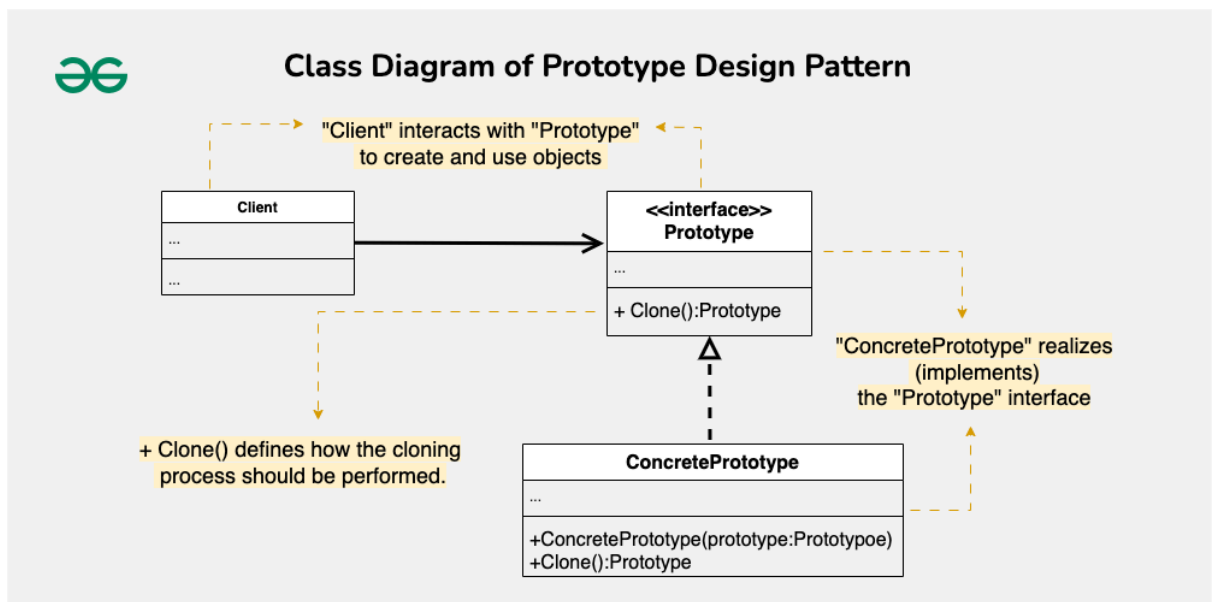 Class Diagram of Prototype Design Pattern
"Client" interacts with "Prototype"
to create and use objects
Client
...
...
<<interface>>
Prototype
...
+ Clone():Prototype
"ConcretePrototype" realizes
(implements)
the "Prototype" interface
+ Clone() defines how the cloning
process should be performed.
ConcretePrototype
...
+ConcretePrototype(prototype:Prototypoe)
+Clone():Prototype